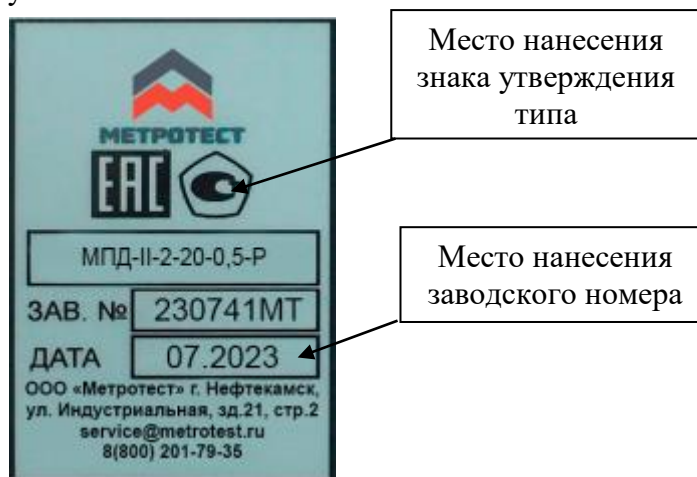 МЕТРОТЕСТ
ЕАС
МПД-II-2-20-0,5-Р
ЗАВ. № 230741МТ
ДАТА 07.2023
ООО «Метротест» г. Нефтекамск,
ул. Индустриальная, зд.21, стр.2
service@metrotest.ru
8(800) 201-79-35
Место нанесения
знака утверждения
типа
Место нанесения
заводского номера